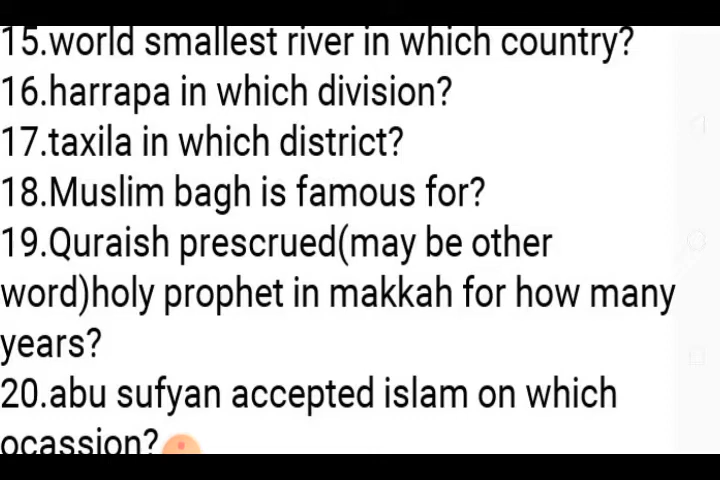 15.world smallest river in which country?
16.harrapa in which division?
17.taxila in which district?
18.Muslim bagh is famous for?
19.Quraish prescrued(may be other
word)holy prophet in makkah for how many
years?
20.abu sufyan accepted islam on which
ocassion?